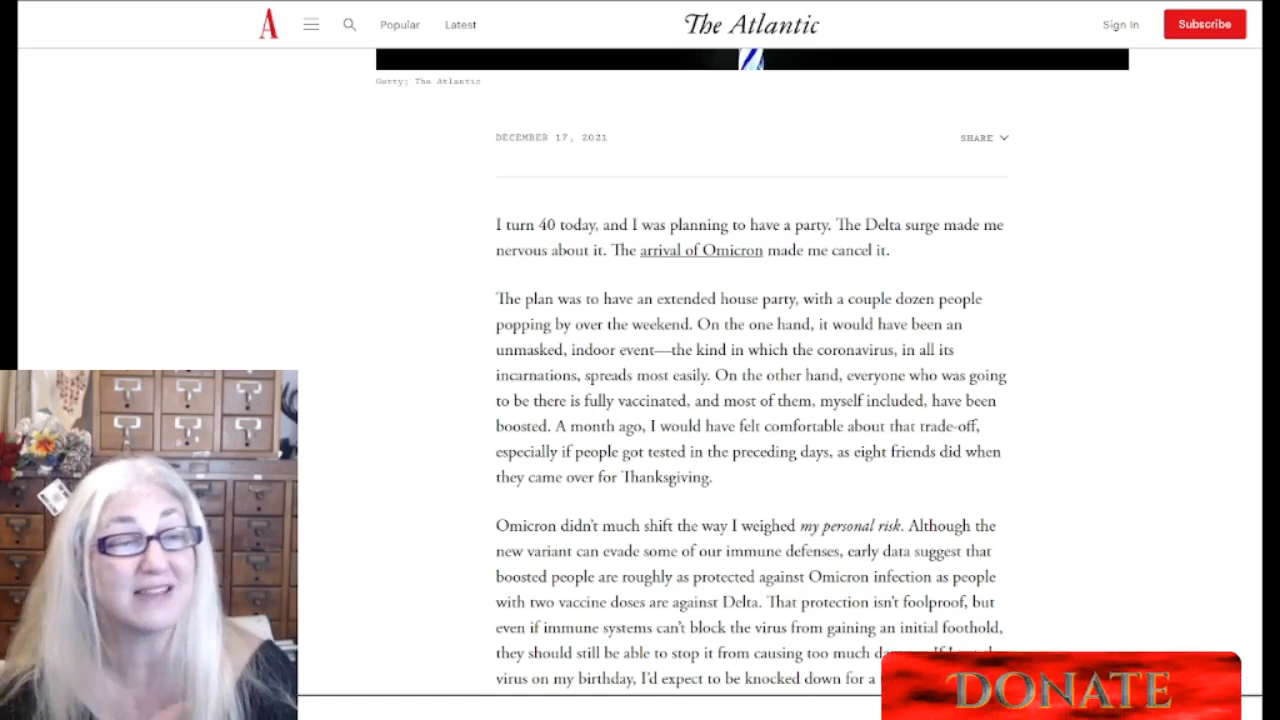 A
Popular
Latest
The Atlantic
Sign In
Subscribe
Getty; The Atlantic
DECEMBER 17, 2021
SHARE
I turn 40 today, and I was planning to have a party. The Delta surge made me
nervous about it. The arrival of Omicron made me cancel it.
The plan was to have an extended house party, with a couple dozen people
popping by over the weekend. On the one hand, it would have been an
unmasked, indoor event—the kind in which the coronavirus, in all its
incarnations, spreads most easily. On the other hand, everyone who was going
to be there is fully vaccinated, and most of them, myself included, have been
boosted. A month ago, I would have felt comfortable about that trade-off,
especially if people got tested in the preceding days, as eight friends did when
they came over for Thanksgiving.
Omicron didn't much shift the way I weighed my personal risk. Although the
new variant can evade some of our immune defenses, early data suggest that
boosted people are roughly as protected against Omicron infection as people
with two vaccine doses are against Delta. That protection isn't foolproof, but
even if immune systems can't block the virus from gaining an initial foothold,
they should still be able to stop it from causing too much
virus on my birthday, I'd expect to be knocked down for a
DONATE